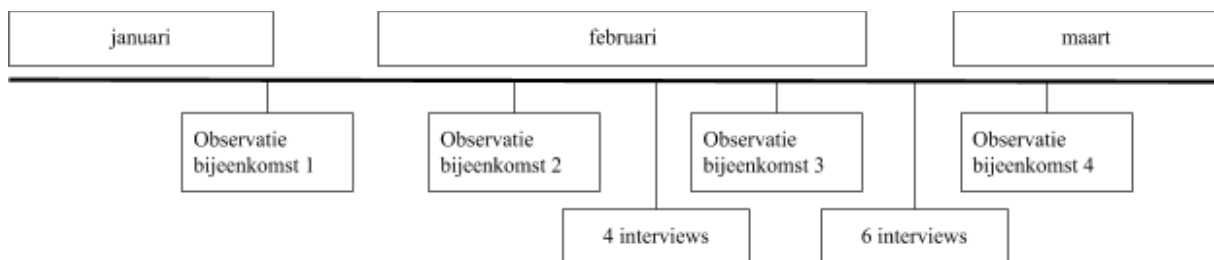 januari
februari
maart
Observatie
bijeenkomst 1
Observatie
bijeenkomst 2
Observatie
bijeenkomst 3
Observatie
bijeenkomst 4
4 interviews
6 interviews